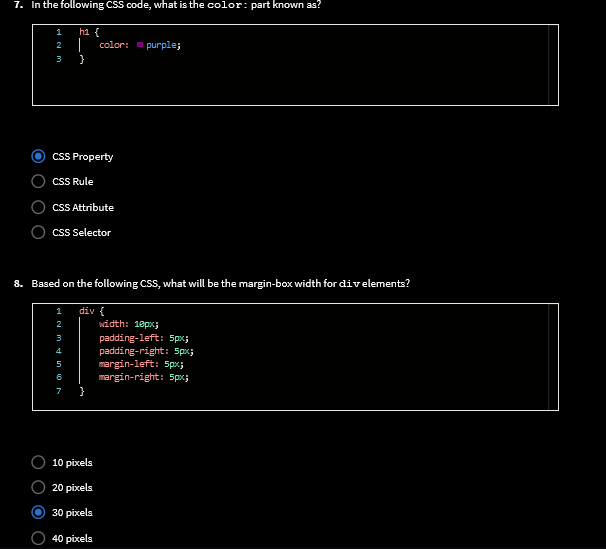 7. In the following CSS code, what is the color: part known as?
1 h1 {
2 color: purple;
3 }
CSS Property
CSS Rule
CSS Attribute
CSS Selector
8. Based on the following CSS, what will be the margin-box width for div elements?
1 div {
2 width: 10px;
3 padding-left: 5px;
4 padding-right: 5px;
5 margin-left: 5px;
6 margin-right: 5px;
7 }
10 pixels
20 pixels
30 pixels
40 pixels